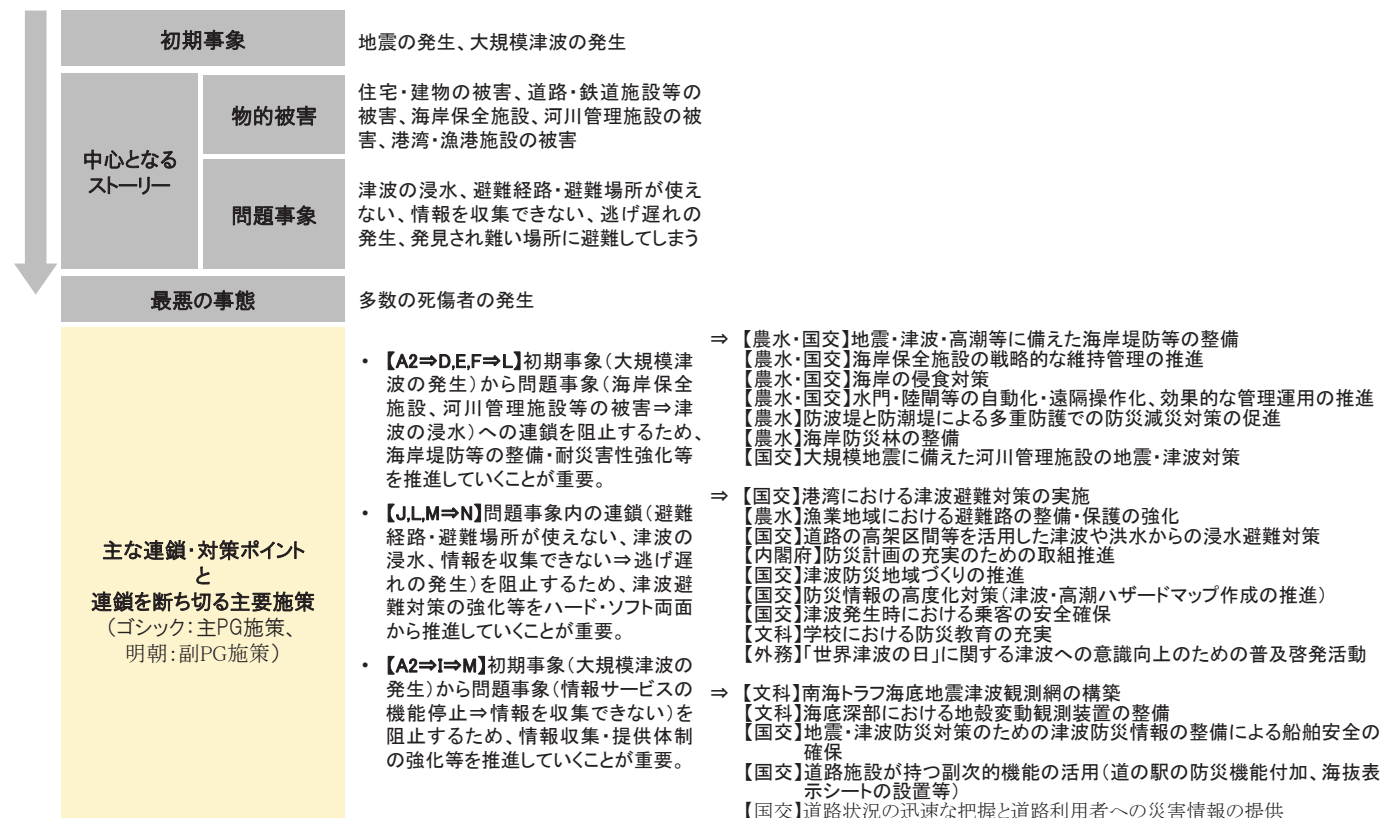 初期事象
地震の発生、大規模津波の発生
中心となる
ストーリー
物的被害
住宅・建物の被害、道路・鉄道施設等の
被害、海岸保全施設、河川管理施設の被
害、港湾・漁港施設の被害
問題事象
津波の浸水、避難経路・避難場所が使え
ない、情報を収集できない、逃げ遅れの
発生、発見され難い場所に避難してしまう
最悪の事態
多数の死傷者の発生
主な連鎖・対策ポイント
と
連鎖を断ち切る主要施策
(ゴシック:主PG施策、
明朝:副PG施策)
・ 【A2⇒D,E,F⇒L】初期事象(大規模津
波の発生)から問題事象(海岸保全
施設、河川管理施設等の被害⇒津
波の浸水)への連鎖を阻止するため、
海岸堤防等の整備・耐災害性強化等
を推進していくことが重要。
⇒ 【農水・国交】地震・津波・高潮等に備えた海岸堤防等の整備
【農水・国交】海岸保全施設の戦略的な維持管理の推進
【農水・国交】海岸の侵食対策
【農水・国交】水門・陸閘等の自動化・遠隔操作化、効果的な管理運用の推進
【農水】防波堤と防潮堤による多重防護での防災減災対策の促進
【農水】海岸防災林の整備
【国交】大規模地震に備えた河川管理施設の地震・津波対策
・ 【J,L,M⇒N】問題事象内の連鎖(避難
経路・避難場所が使えない、津波の
浸水、情報を収集できない⇒逃げ遅
れの発生)を阻止するため、津波避
難対策の強化等をハード・ソフト両面
から推進していくことが重要。
⇒ 【国交】港湾における津波避難対策の実施
【農水】漁業地域における避難路の整備・保護の強化
【国交】道路の高架区間等を活用した津波や洪水からの浸水避難対策
【内閣府】防災計画の充実のための取組推進
【国交】津波防災地域づくりの推進
【国交】防災情報の高度化対策(津波・高潮ハザードマップ作成の推進)
【国交】津波発生時における乗客の安全確保
【文科】学校における防災教育の充実
【外務】「世界津波の日」に関する津波への意識向上のための普及啓発活動
・ 【A2⇒I⇒M】初期事象(大規模津波の
発生)から問題事象(情報サービスの
機能停止⇒情報を収集できない)を
阻止するため、情報収集・提供体制
の強化等を推進していくことが重要。
⇒ 【文科】南海トラフ海底地震津波観測網の構築
【文科】海底深部における地殻変動観測装置の整備
【国交】地震・津波防災対策のための津波防災情報の整備による船舶安全の
確保
【国交】道路施設が持つ副次的機能の活用(道の駅の防災機能付加、海抜表
示シートの設置等)
【国交】道路状況の迅速な把握と道路利用者への災害情報の提供